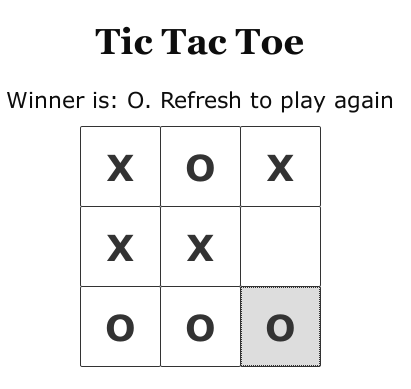 Tic Tac Toe
Winner is: O. Refresh to play again
X O X
X X
O O O